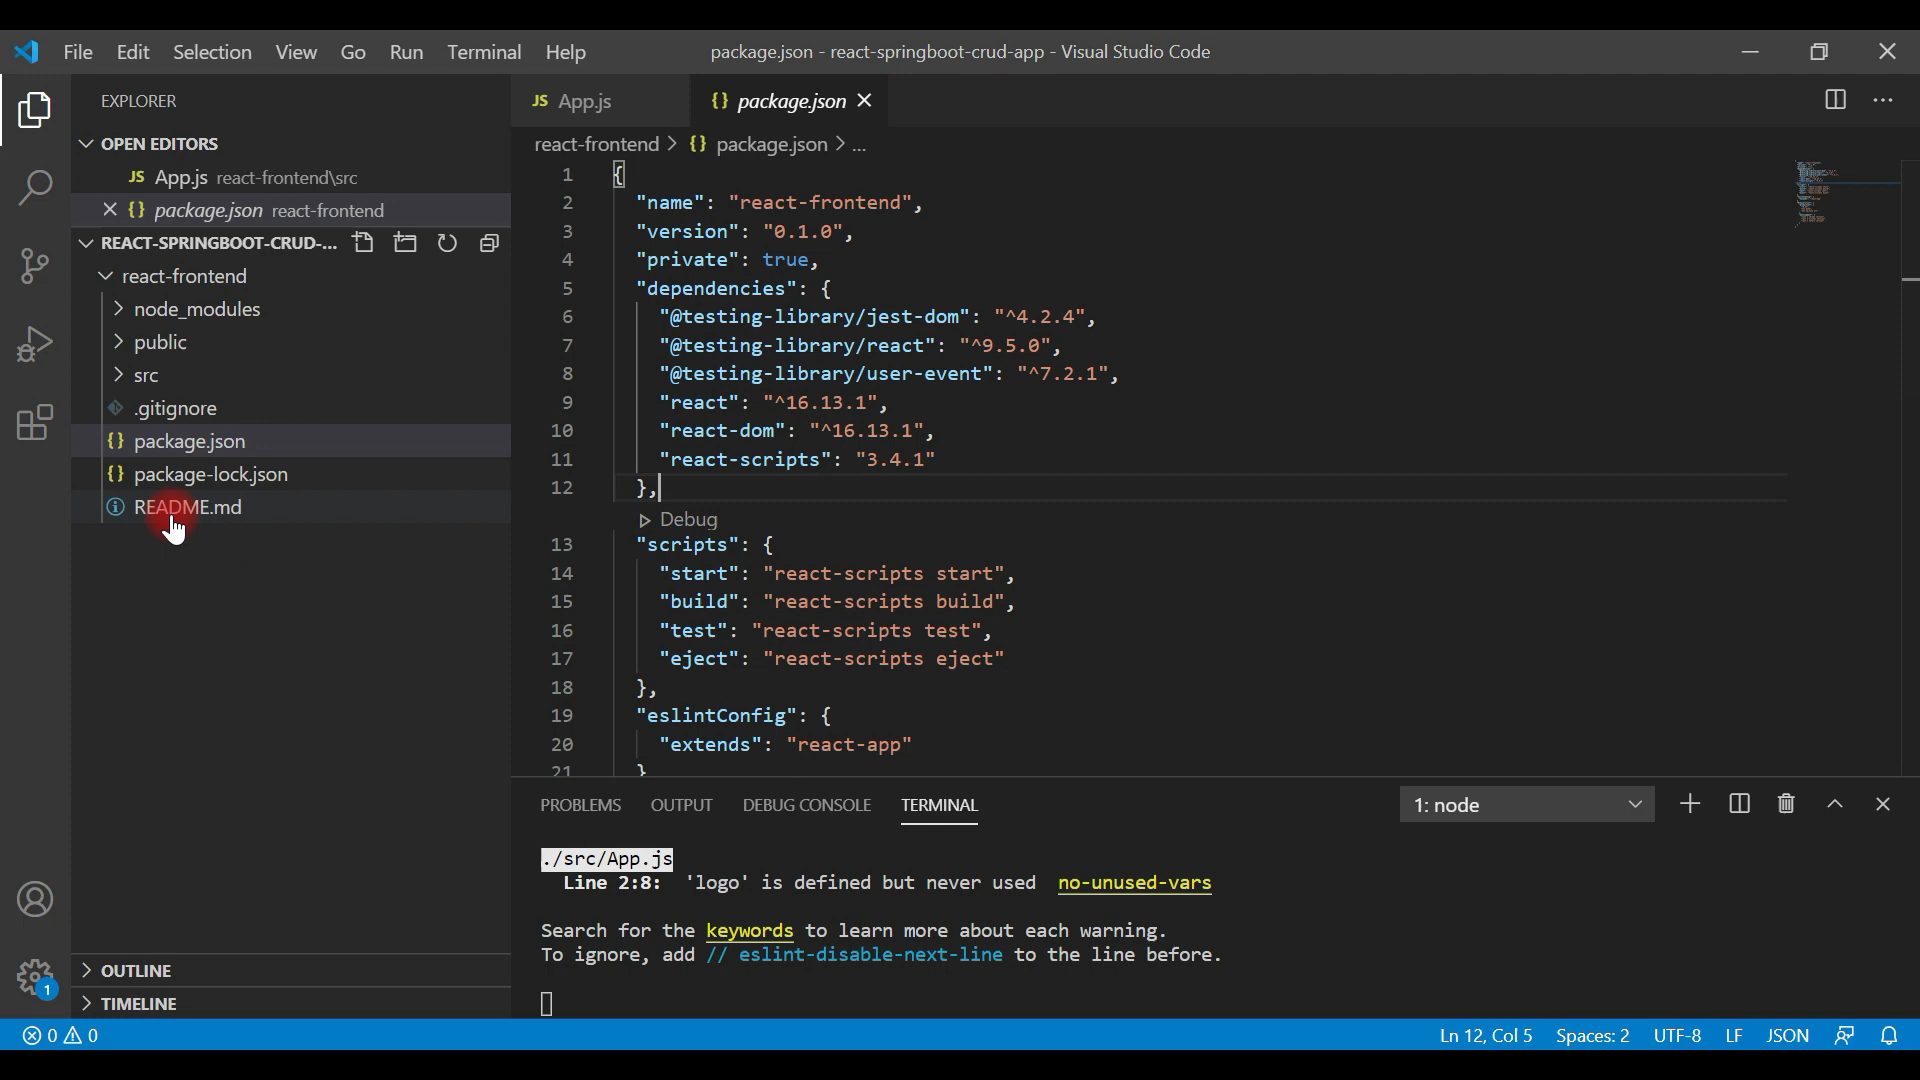 File Edit Selection View Go Run Terminal Help package.json - react-springboot-crud-app - Visual Studio Code
EXPLORER
OPEN EDITORS
JS App.js react-frontend\src
{} package.json react-frontend
REACT-SPRINGBOOT-CRUD-...
react-frontend
node_modules
public
src
.gitignore
{} package.json
{} package-lock.json
README.md
OUTLINE
TIMELINE
1
JS App.js {} package.json
react-frontend > {} package.json > ...
1 {
2 "name": "react-frontend",
3 "version": "0.1.0",
4 "private": true,
5 "dependencies": {
6 "@testing-library/jest-dom": "^4.2.4",
7 "@testing-library/react": "^9.5.0",
8 "@testing-library/user-event": "^7.2.1",
9 "react": "^16.13.1",
10 "react-dom": "^16.13.1",
11 "react-scripts": "3.4.1"
12 },
Debug
13 "scripts": {
14 "start": "react-scripts start",
15 "build": "react-scripts build",
16 "test": "react-scripts test",
17 "eject": "react-scripts eject"
18 },
19 "eslintConfig": {
20 "extends": "react-app"
21 }
PROBLEMS OUTPUT DEBUG CONSOLE TERMINAL 1: node
./src/App.js
Line 2:8: 'logo' is defined but never used no-unused-vars
Search for the keywords to learn more about each warning.
To ignore, add // eslint-disable-next-line to the line before.
0 0 Ln 12, Col 5 Spaces: 2 UTF-8 LF JSON